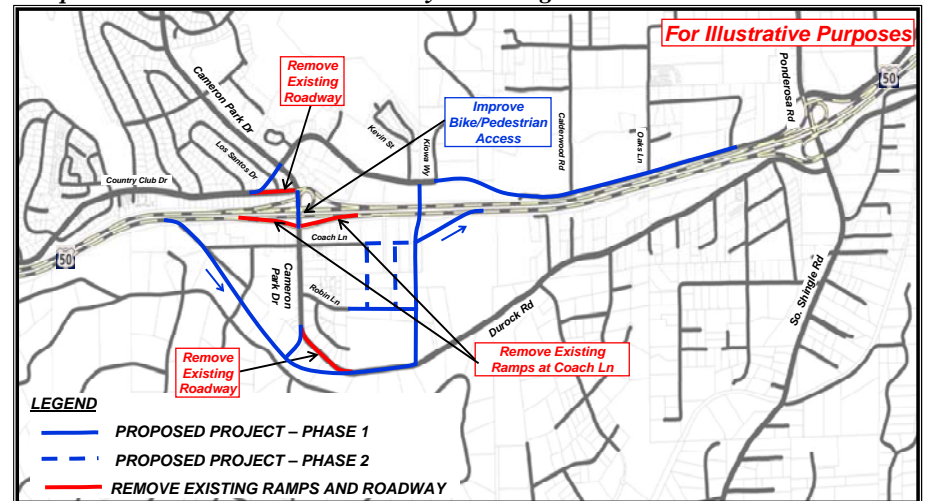 For Illustrative Purposes
Remove
Existing
Roadway
Cameron Park Dr
Ponderosa Rd
50
Improve
Bike/Pedestrian
Access
Los Santos Dr
Kevin St
Kiowa Wy
Calderwood Rd
Oaks Ln
Country Club Dr
50
Coach Ln
Cameron
Park Dr
Robin Ln
Durock Rd
So. Shingle Rd
Remove
Existing
Roadway
Remove Existing
Ramps at Coach Ln
LEGEND
PROPOSED PROJECT – PHASE 1
PROPOSED PROJECT – PHASE 2
REMOVE EXISTING RAMPS AND ROADWAY